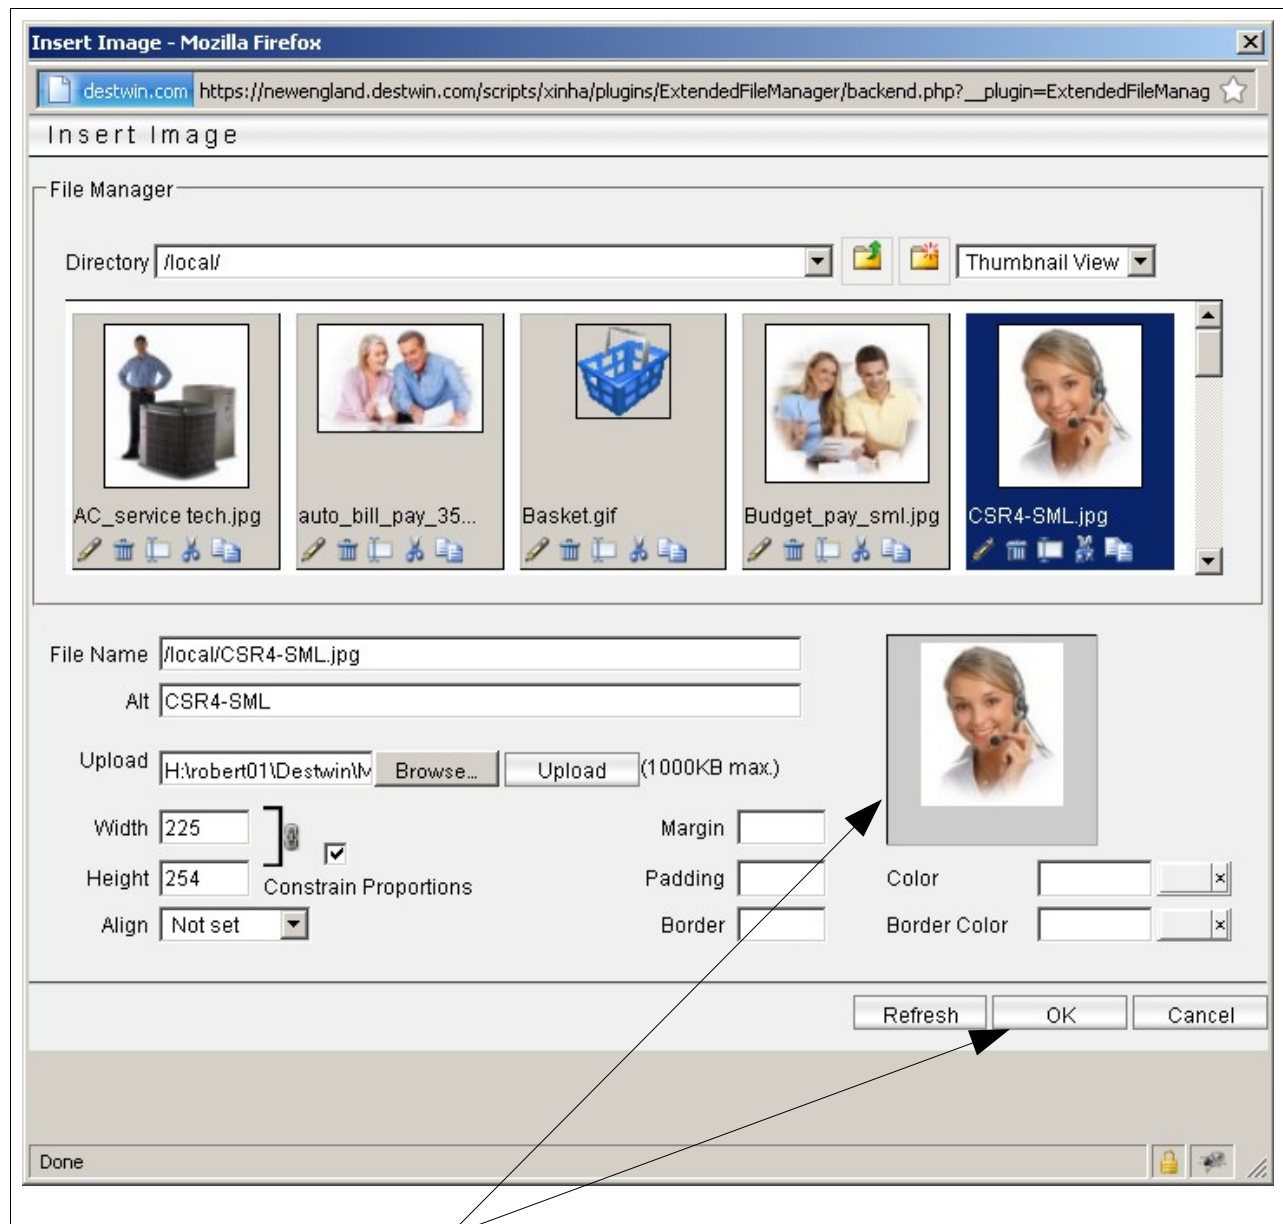 Insert Image - Mozilla Firefox
destwin.com https://newengland.destwin.com/scripts/xinha/plugins/ExtendedFileManager/backend.php?__plugin=ExtendedFileManag
Insert Image
File Manager
Directory /local/ Thumbnail View
AC_service tech.jpg auto_bill_pay_35... Basket.gif Budget_pay_sml.jpg CSR4-SML.jpg
File Name /local/CSR4-SML.jpg
Alt CSR4-SML
Upload H:\robert01\Destwin\M Browse... Upload (1000KB max.)
Width 225 Margin
Height 254 Constrain Proportions Padding Color
Align Not set Border Border Color
Refresh OK Cancel
Done